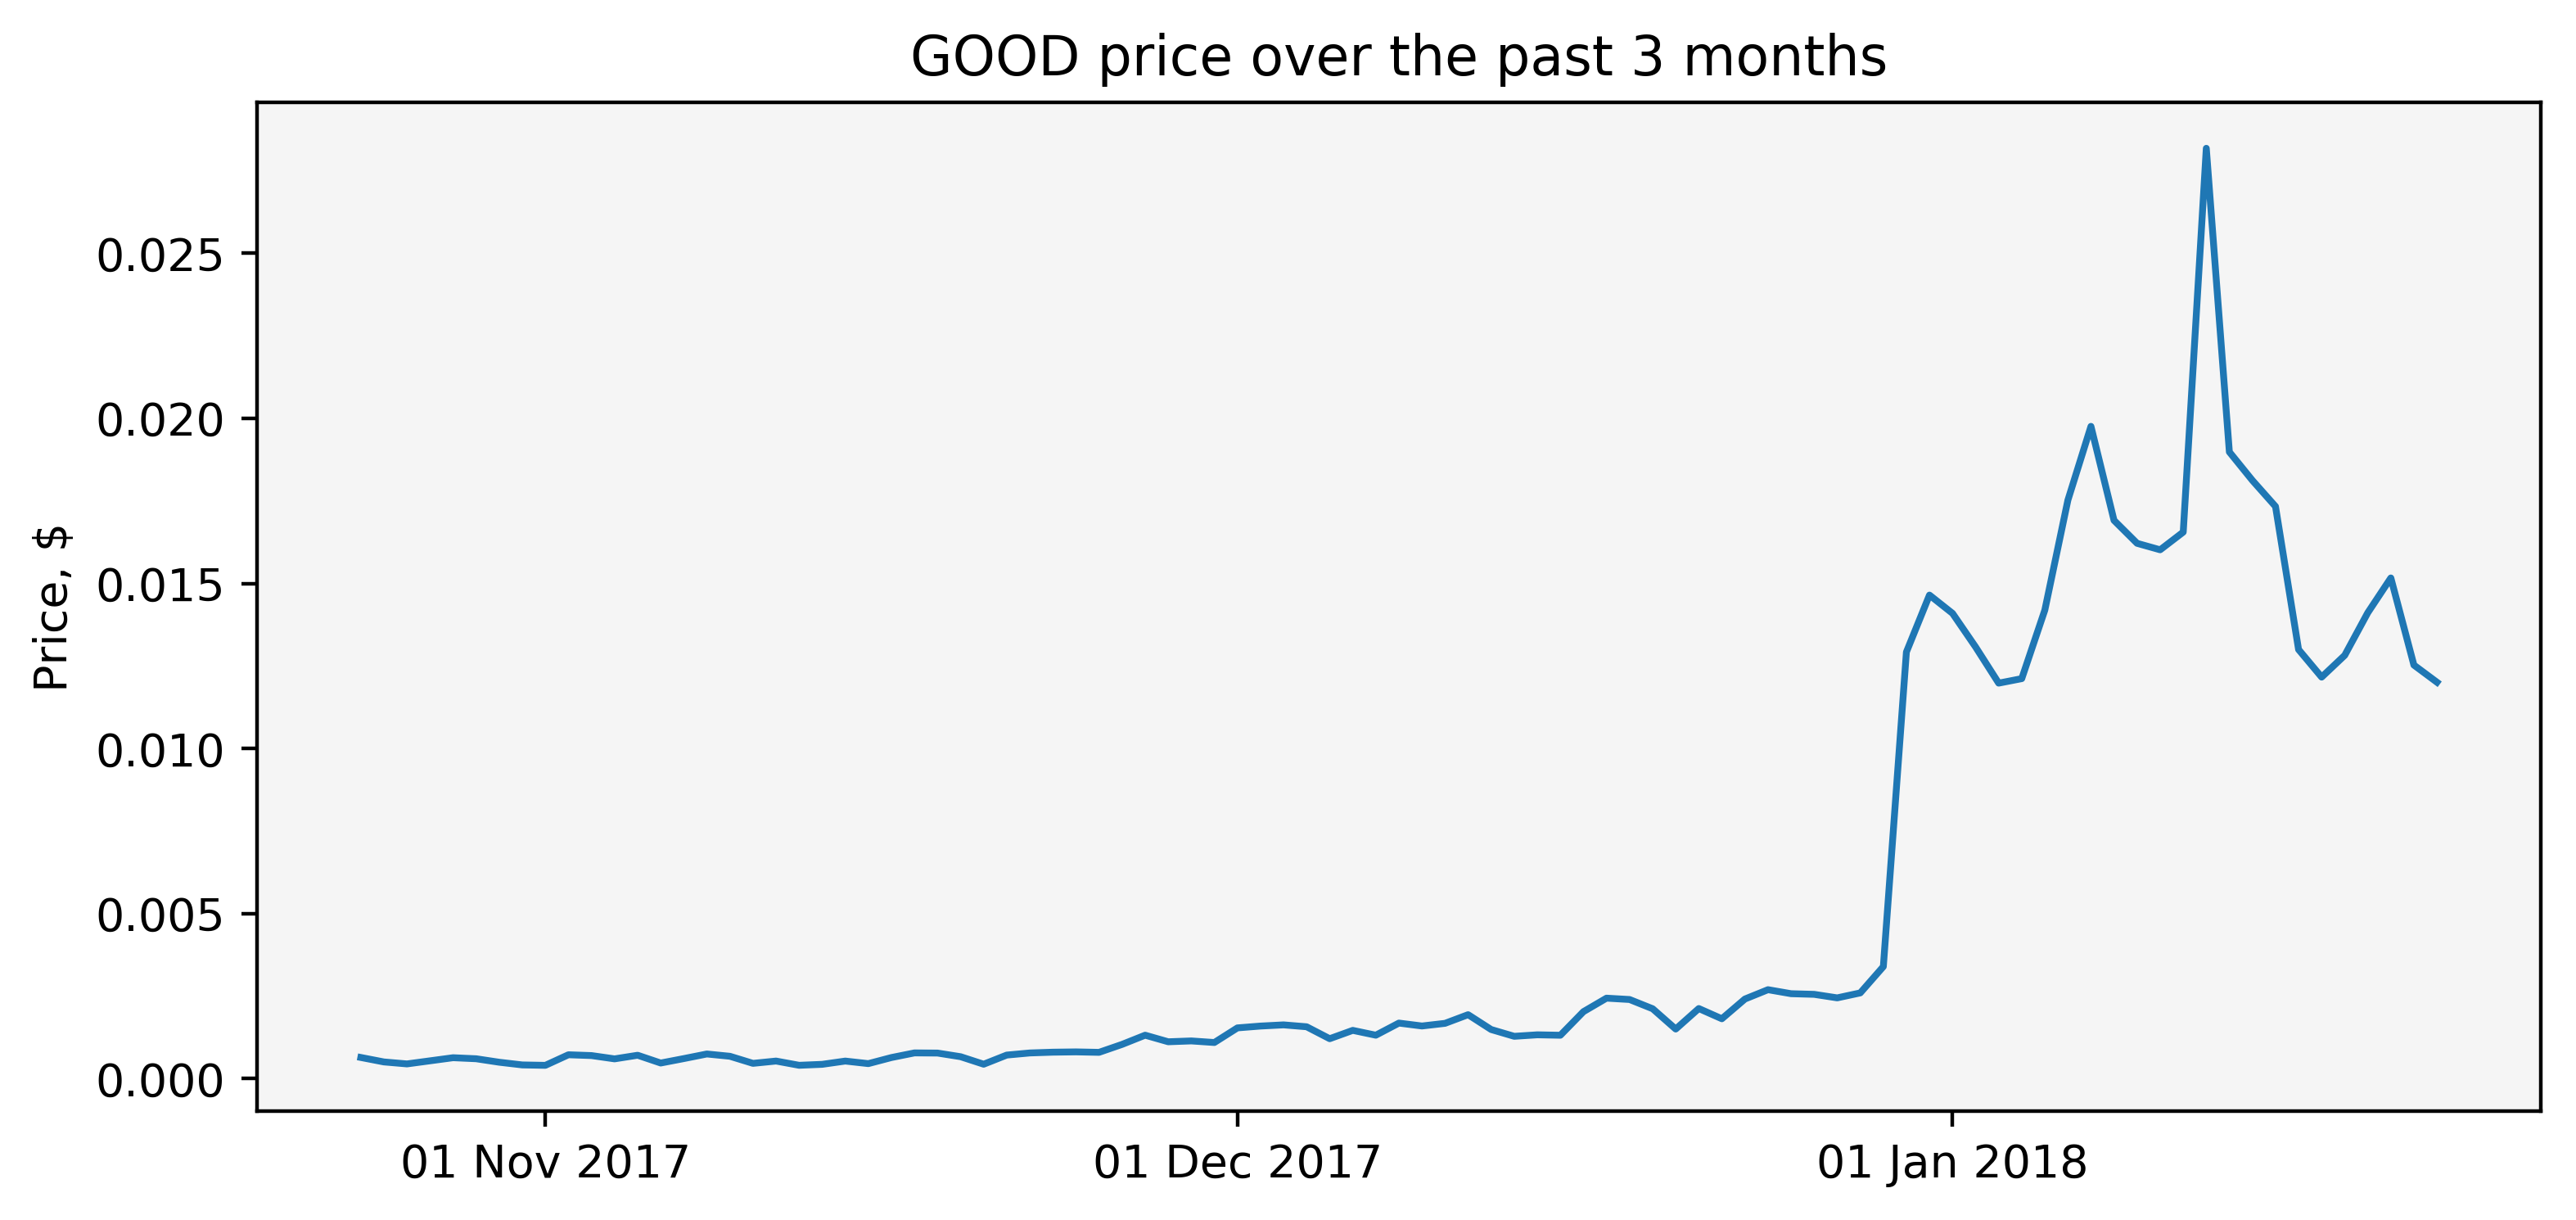 GOOD price over the past 3 months
Price, $
0.025
0.020
0.015
0.010
0.005
0.000
01 Nov 2017
01 Dec 2017
01 Jan 2018